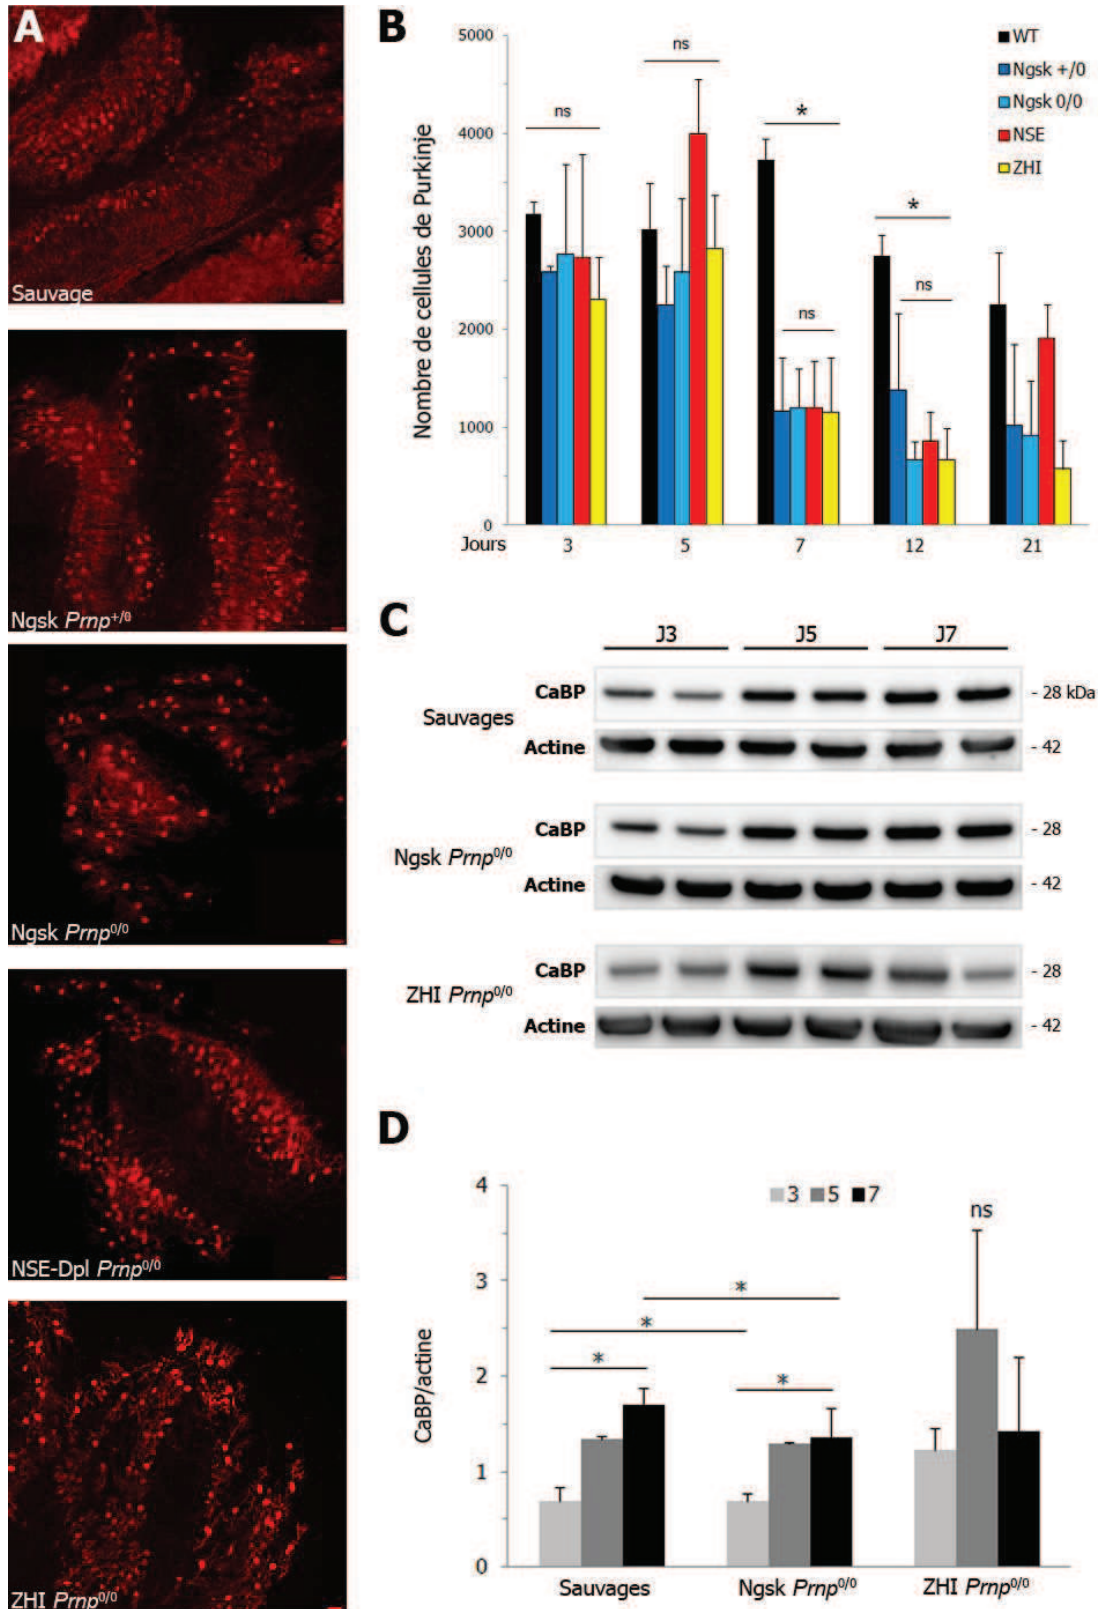 A
Sauvage
Ngsk Prnp+/0
Ngsk Prnp0/0
NSE-Dpl Prnp0/0
ZHI Prnp0/0
B
Nombre de cellules de Purkinje
5000
4000
3000
2000
1000
0
ns
ns
*
ns
*
ns
WT
Ngsk +/0
Ngsk 0/0
NSE
ZHI
Jours 3 5 7 12 21
C
J3 J5 J7
Sauvages
CaBP - 28 kDa
Actine - 42
Ngsk Prnp0/0
CaBP - 28
Actine - 42
ZHI Prnp0/0
CaBP - 28
Actine - 42
D
CaBP/actine
4
3
2
1
0
3 5 7
ns
*
*
*
*
Sauvages Ngsk Prnp0/0 ZHI Prnp0/0